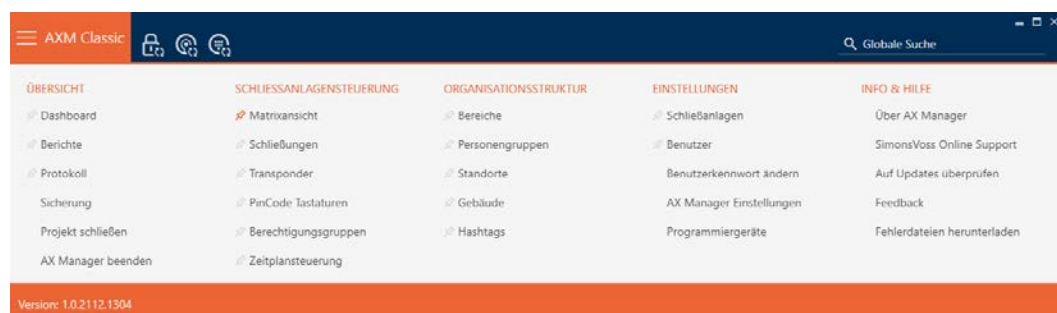 AXM Classic
Globale Suche
ÜBERSICHT
Dashboard
Berichte
Protokoll
Sicherung
Projekt schließen
AX Manager beenden
SCHLIESSANLAGENSTEUERUNG
Matrixansicht
Schließungen
Transponder
PinCode Tastaturen
Berechtigungsgruppen
Zeitplansteuerung
ORGANISATIONSSTRUKTUR
Bereiche
Personengruppen
Standorte
Gebäude
Hashtags
EINSTELLUNGEN
Schließanlagen
Benutzer
Benutzerkennwort ändern
AX Manager Einstellungen
Programmiergeräte
INFO & HILFE
Über AX Manager
SimonsVoss Online Support
Auf Updates überprüfen
Feedback
Fehlerdateien herunterladen
Version: 1.0.2112.1304